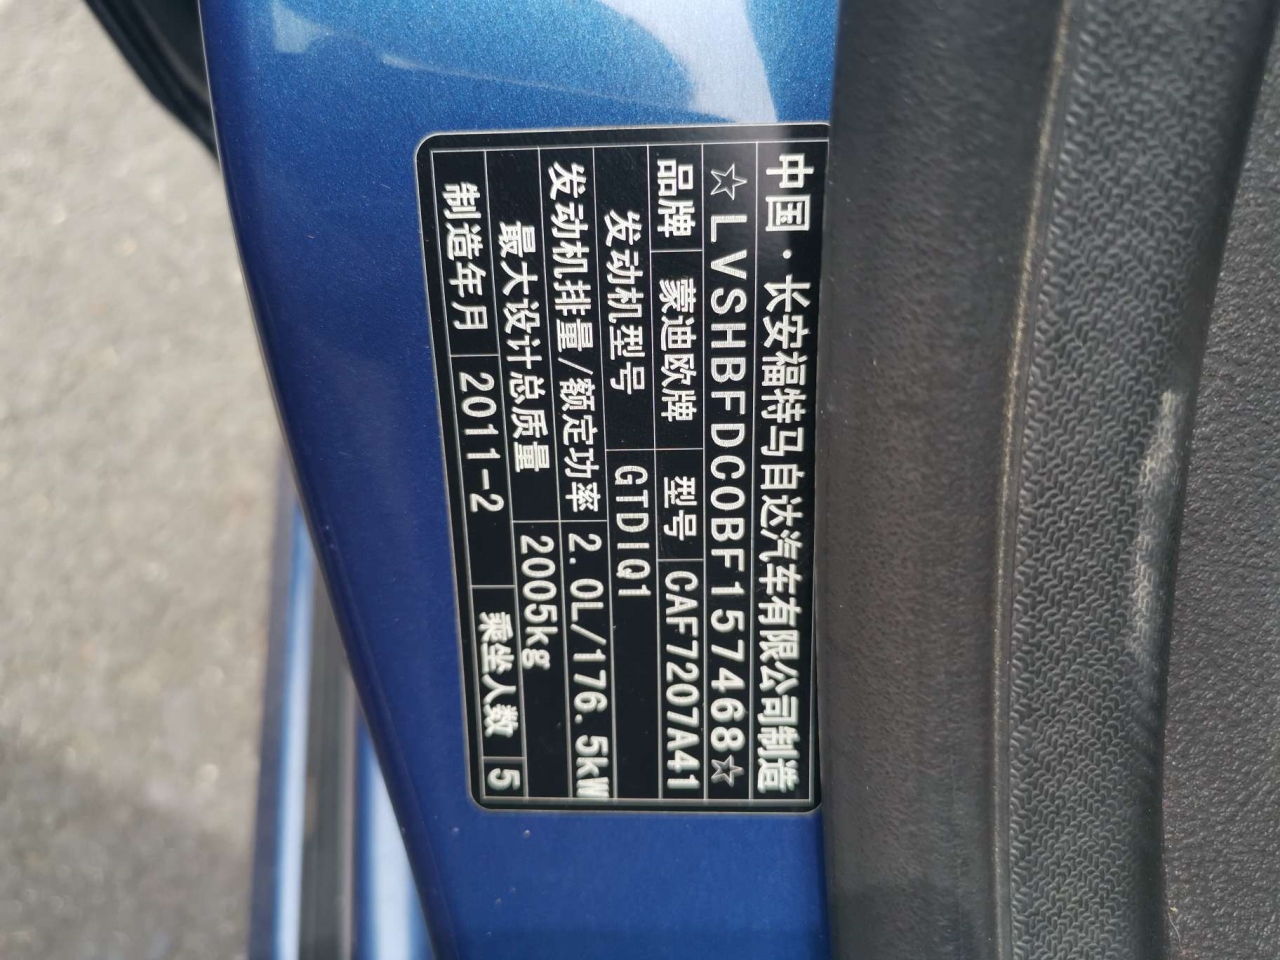 中国·长安福特马自达汽车有限公司制造
☆LVSHBFDC0BF157468☆
品牌 蒙迪欧牌 型号 CAF7207A41
发动机型号 GTDIQ1
发动机排量/额定功率 2.0L/176.5kW
最大设计总质量 2005kg
制造年月 2011-2 乘坐人数 5